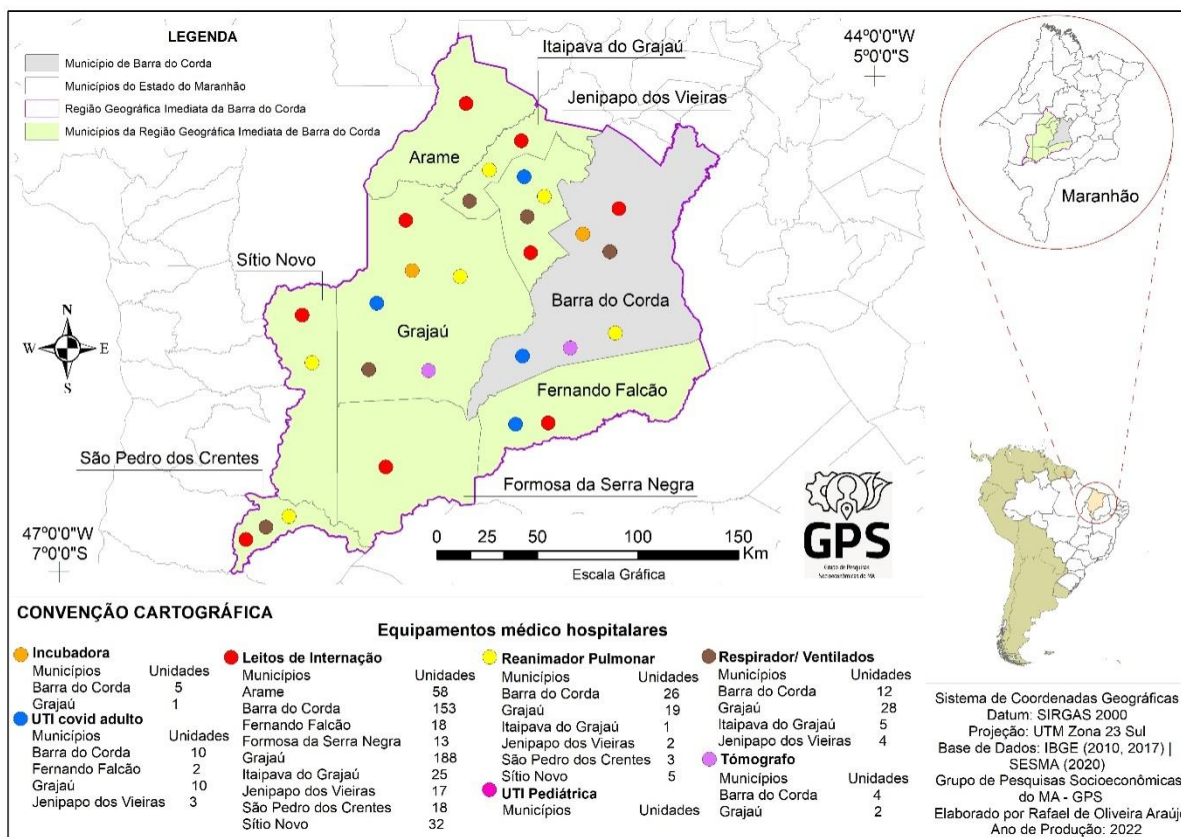 LEGENDA
Município de Barra do Corda
Municípios do Estado do Maranhão
Região Geográfica Imediata da Barra do Corda
Municípios da Região Geográfica Imediata de Barra do Corda
Itaipava do Grajaú
Jenipapo dos Vieiras
44º0'0"W
5º0'0"S
Arame
Sítio Novo
Grajaú
Barra do Corda
Fernando Falcão
São Pedro dos Crentes
Formosa da Serra Negra
N
W E
S
47º0'0"W
7º0'0"S
0 50 100 150
Km
Escala Gráfica
GPS
Grupo de Pesquisas
Socioeconômicas do MA
Maranhão
CONVENÇÃO CARTOGRÁFICA
Equipamentos médico hospitalares
Incubadora
Municípios Unidades
Barra do Corda 5
Grajaú 1
UTI covid adulto
Municípios Unidades
Barra do Corda 10
Fernando Falcão 2
Grajaú 10
Jenipapo dos Vieiras 3
Leitos de Internação
Municípios Unidades
Arame 58
Barra do Corda 153
Fernando Falcão 18
Formosa da Serra Negra 13
Grajaú 188
Itaipava do Grajaú 25
Jenipapo dos Vieiras 17
São Pedro dos Crentes 18
Sítio Novo 32
Reanimador Pulmonar
Municípios Unidades
Barra do Corda 26
Grajaú 19
Itaipava do Grajaú 1
Jenipapo dos Vieiras 2
São Pedro dos Crentes 3
Sítio Novo 5
UTI Pediátrica
Municípios Unidades
Respirador/ Ventilados
Municípios Unidades
Barra do Corda 12
Grajaú 28
Itaipava do Grajaú 5
Jenipapo dos Vieiras 4
Tómografo
Municípios Unidades
Barra do Corda 4
Grajaú 2
Sistema de Coordenadas Geográficas
Datum: SIRGAS 2000
Projeção: UTM Zona 23 Sul
Base de Dados: IBGE (2010, 2017) |
SESMA (2020)
Grupo de Pesquisas Socioeconômicas
do MA - GPS
Elaborado por Rafael de Oliveira Araújo
Ano de Produção: 2022